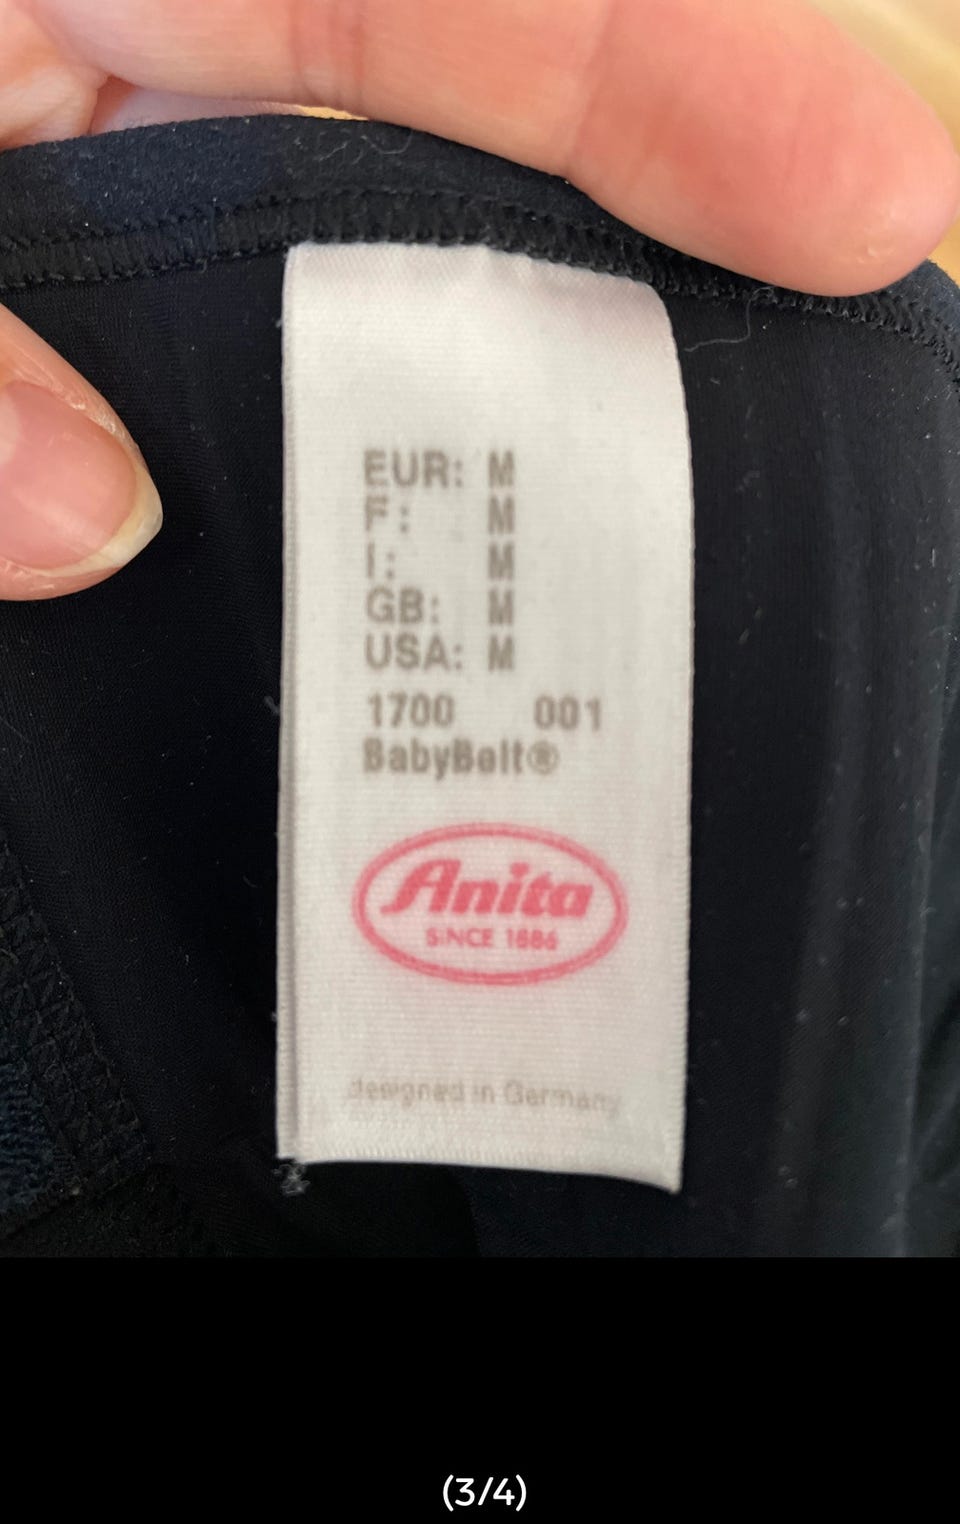 EUR: M
F: M
I: M
GB: M
USA: M
1700 001
BabyBelt®
Anita
SINCE 1886
designed in Germany
(3/4)